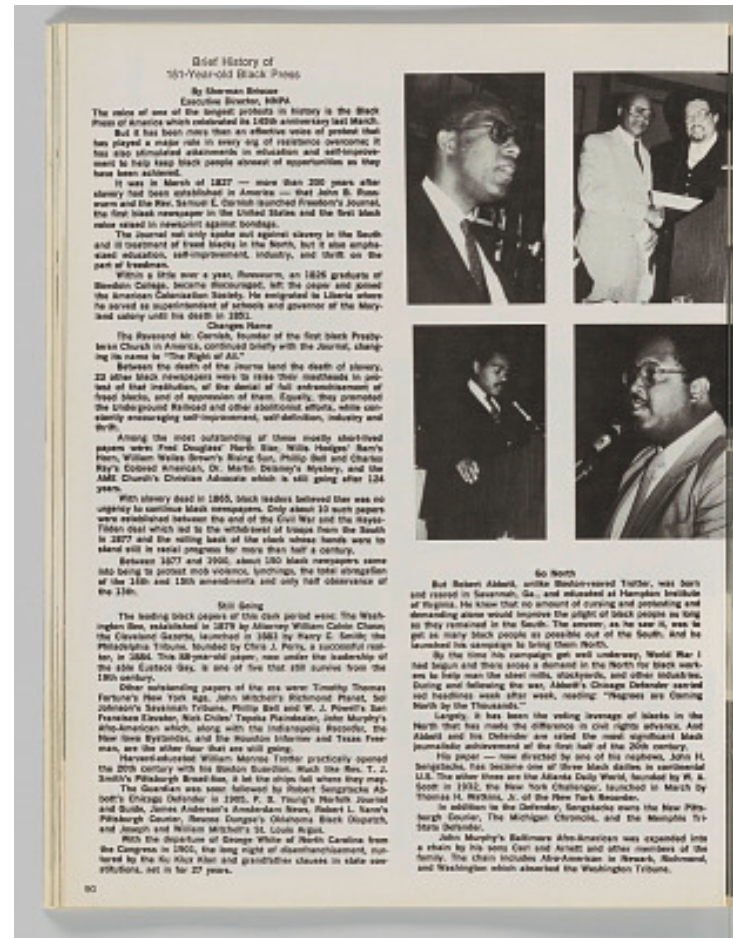 Brief History of
151-Year-old Black Press
By Sherman Briscoe
Executive Director, NNPA
The voice of one of the longest protests in history is the Black
Press of America which celebrated its 145th anniversary last March.
But it has been more than an effective voice of protest that
has played a major role in every era of resistance overcome; it
has also stimulated attainments in education and self-improve-
ment to help keep black people abreast of opportunities as they
have been achieved.
It was in March of 1827 — more than 200 years after
slavery had been established in America — that John B. Russ-
wurm and the Rev. Samuel E. Cornish launched Freedom's Journal,
the first black newspaper in the United States and the first black
voice raised in newsprint against bondage.
The Journal not only spoke out against slavery in the South
and ill treatment of freed blacks in the North, but it also empha-
sized education, self-improvement, industry, and thrift on the
part of freedman.
Within a little over a year, Russwurm, an 1826 graduate of
Bowdoin College, became discouraged, left the paper and joined
the American Colonization Society. He emigrated to Liberia where
he served as superintendent of schools and governor of the Mary-
land colony until his death in 1851.
Changes Name
The Reverend Mr. Cornish, founder of the first black Presby-
terian Church in America, continued briefly with the Journal, chang-
ing its name to "The Right of All."
Between the death of the Journal and the death of slavery,
23 other black newspapers were to raise their mastheads in pro-
test of that institution, of the denial of full enfranchisement of
freed blacks, and of oppression of them. Equally, they promoted
the Underground Railroad and other abolitionist efforts, while con-
stantly encouraging self-improvement, self-definition, industry and
thrift.
Among the most outstanding of these mostly short-lived
papers were: Fred Douglass' North Star, Willis Hodges' Ram's
Horn, William Welles Brown's Rising Sun, Phillip Bell and Charles
Ray's Colored American, Dr. Martin Delaney's Mystery, and the
AME Church's Christian Advocate which is still going after 124
years.
With slavery dead in 1865, black leaders believed ther was no
urgency to continue black newspapers. Only about 10 such papers
were established between the end of the Civil War and the Hayes-
Tilden deal which led to the withdrawal of troops from the South
in 1877 and the rolling back of the clock whose hands were to
stand still in racial progress for more than half a century.
Between 1877 and 1900, about 150 black newspapers came
into being to protest mob violence, lynchings, the total abrogation
of the 14th and 15th amendments and only half observance of
the 13th.
Still Going
The leading black papers of this dark period were: The Wash-
ington Bee, established in 1879 by Attorney William Calvin Chase;
the Cleveland Gazette, launched in 1883 by Harry C. Smith; the
Philadelphia Tribune, founded by Chris J. Perry, a successful real-
tor, in 1884. This 88-year-old paper, now under the leadership of
the able Eustace Gay, is one of five that still survives from the
19th century.
Other outstanding papers of the era were: Timothy Thomas
Fortune's New York Age, John Mitchell's Richmond Planet, Sol
Johnson's Savannah Tribune, Phillip Bell and W. J. Powell's San
Francisco Elevator, Nick Chiles' Topeka Plaindealer, John Murphy's
Afro-American which, along with the Indianapolis Recorder, the
New Iowa Bystander, and the Houston Informer and Texas Free-
man, are the other four that are still going.
Harvard-educated William Monroe Trotter practically opened
the 20th century with his Boston Guardian. Much like Rev. T. J.
Smith's Pittsburgh Broad-Axe, it let the chips fall where they may.
The Guardian was soon followed by Robert Sengstacke Ab-
bott's Chicago Defender in 1905, P. B. Young's Norfolk Journal
and Guide, James Anderson's Amsterdam News, Robert L. Vann's
Pittsburgh Courier, Roscoe Dungee's Oklahoma Black Dispatch,
and Joseph and William Mitchell's St. Louis Argus.
With the departure of George White of North Carolina from
the Congress in 1901, the long night of disenfranchisement, nur-
tured by the Ku Klux Klan and grandfather clauses in state con-
stitutions, set in for 27 years.
90
Go North
But Robert Abbott, unlike Boston-reared Trotter, was born
and reared in Savannah, Ga., and educated at Hampton Institute
of Virginia. He knew that no amount of cursing and protesting and
demanding alone would improve the plight of black people as long
as they remained in the South. The answer, as he saw it, was to
get as many black people as possible out of the South. And he
launched his campaign to bring them North.
By the time his campaign got well underway, World War I
had begun and there arose a demand in the North for black work-
ers to help man the steel mills, stockyards, and other industries.
During and following the war, Abbott's Chicago Defender carried
red headlines week after week, reading: "Negroes are Coming
North by the Thousands."
Largely, it has been the voting leverage of blacks in the
North that has made the difference in civil rights advance. And
Abbott and his Defender are rated the most significant black
journalistic achievement of the first half of the 20th century.
His paper — now directed by one of his nephews, John H.
Sengstacke, has become one of three black dailies in continental
U.S. The other three are the Atlanta Daily World, founded by W. A.
Scott in 1932, the New York Challenger, launched in March by
Thomas H. Watkins, Jr. of the New York Recorder.
In addition to the Defender, Sengstacke owns the New Pitts-
burgh Courier, The Michigan Chronicle, and the Memphis Tri-
State Defender.
John Murphy's Baltimore Afro-American was expanded into
a chain by his sons Carl and Arnett and other members of the
family. The chain includes Afro-American in Newark, Richmond,
and Washington which absorbed the Washington Tribune.